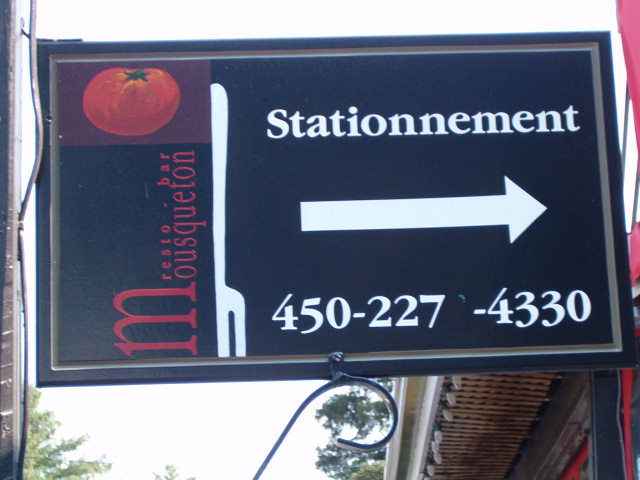 resto - bar
Mousqueton
Stationnement
450-227 -4330